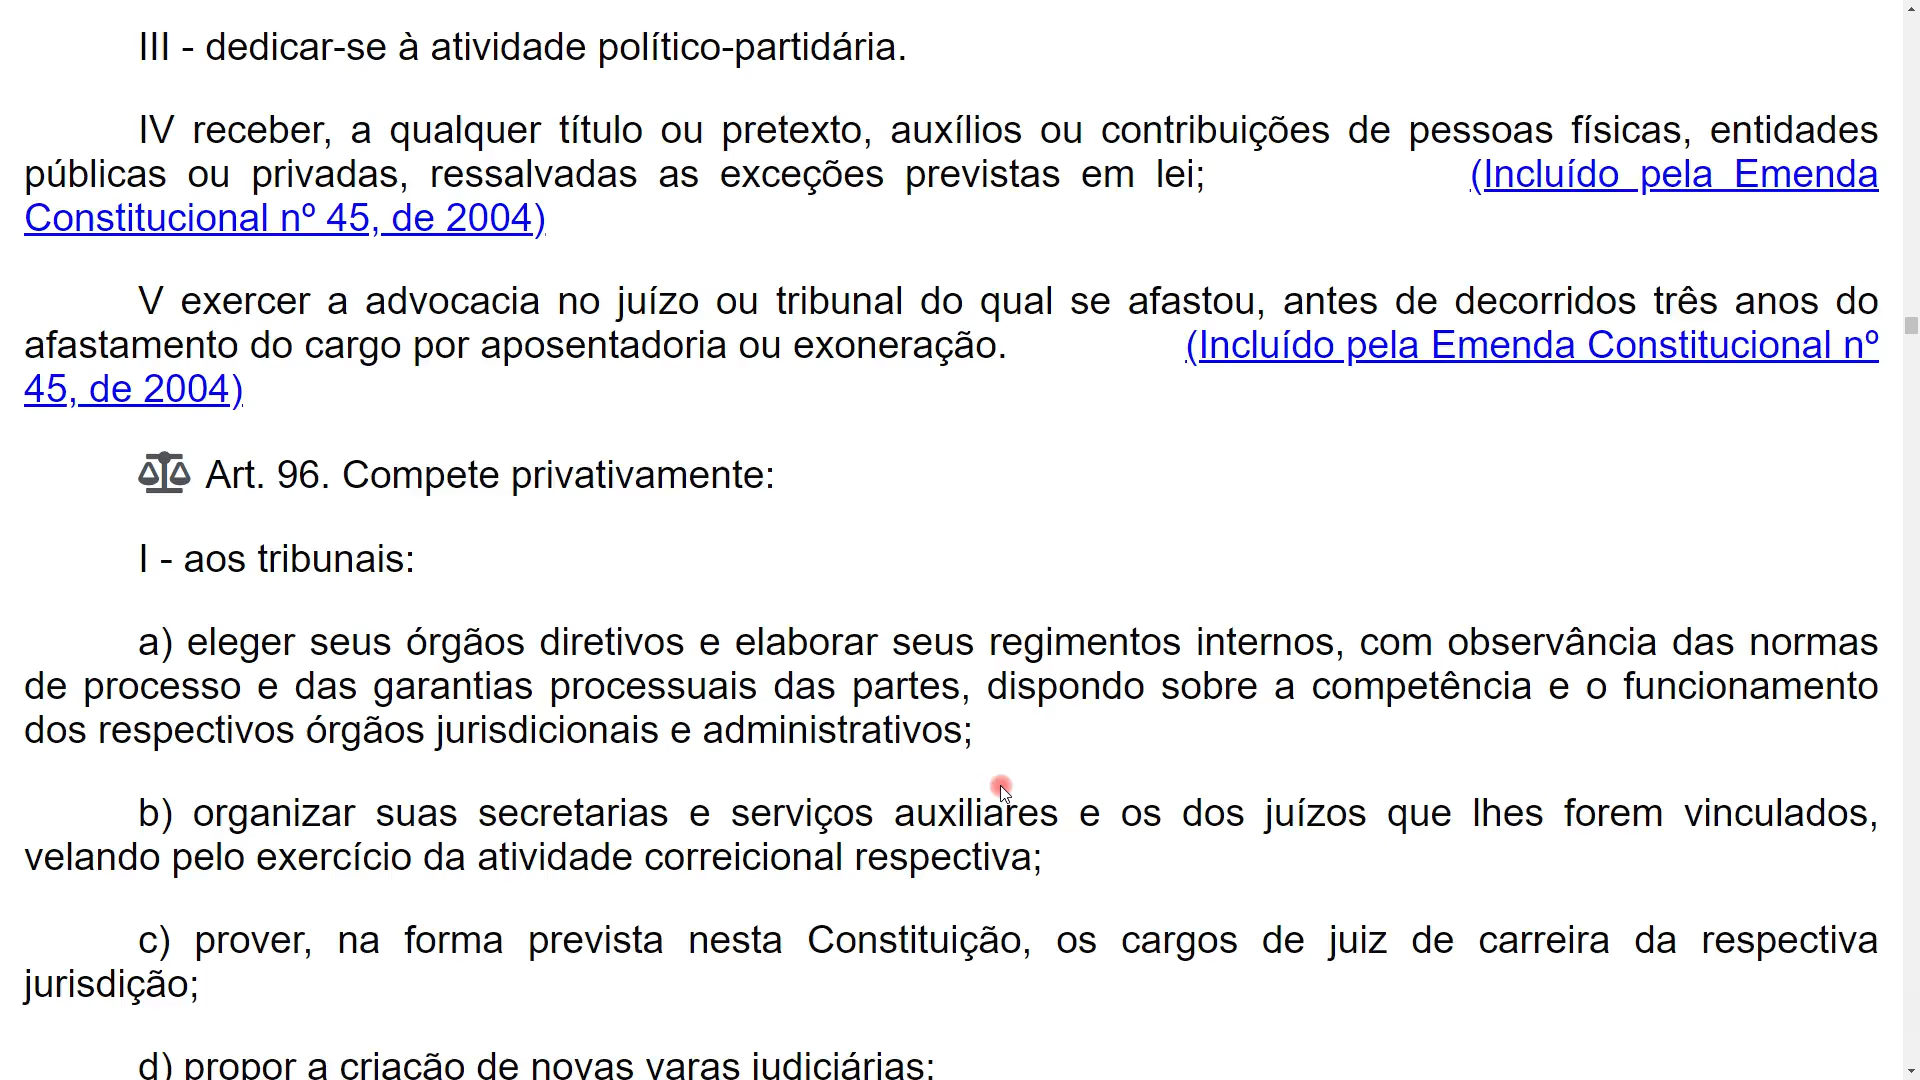 III - dedicar-se à atividade político-partidária.
IV receber, a qualquer título ou pretexto, auxílios ou contribuições de pessoas físicas, entidades
públicas ou privadas, ressalvadas as exceções previstas em lei; (Incluído pela Emenda
Constitucional nº 45, de 2004)
V exercer a advocacia no juízo ou tribunal do qual se afastou, antes de decorridos três anos do
afastamento do cargo por aposentadoria ou exoneração. (Incluído pela Emenda Constitucional nº
45, de 2004)
Art. 96. Compete privativamente:
I - aos tribunais:
a) eleger seus órgãos diretivos e elaborar seus regimentos internos, com observância das normas
de processo e das garantias processuais das partes, dispondo sobre a competência e o funcionamento
dos respectivos órgãos jurisdicionais e administrativos;
b) organizar suas secretarias e serviços auxiliares e os dos juízos que lhes forem vinculados,
velando pelo exercício da atividade correicional respectiva;
c) prover, na forma prevista nesta Constituição, os cargos de juiz de carreira da respectiva
jurisdição;
d) propor a criação de novas varas judiciárias;